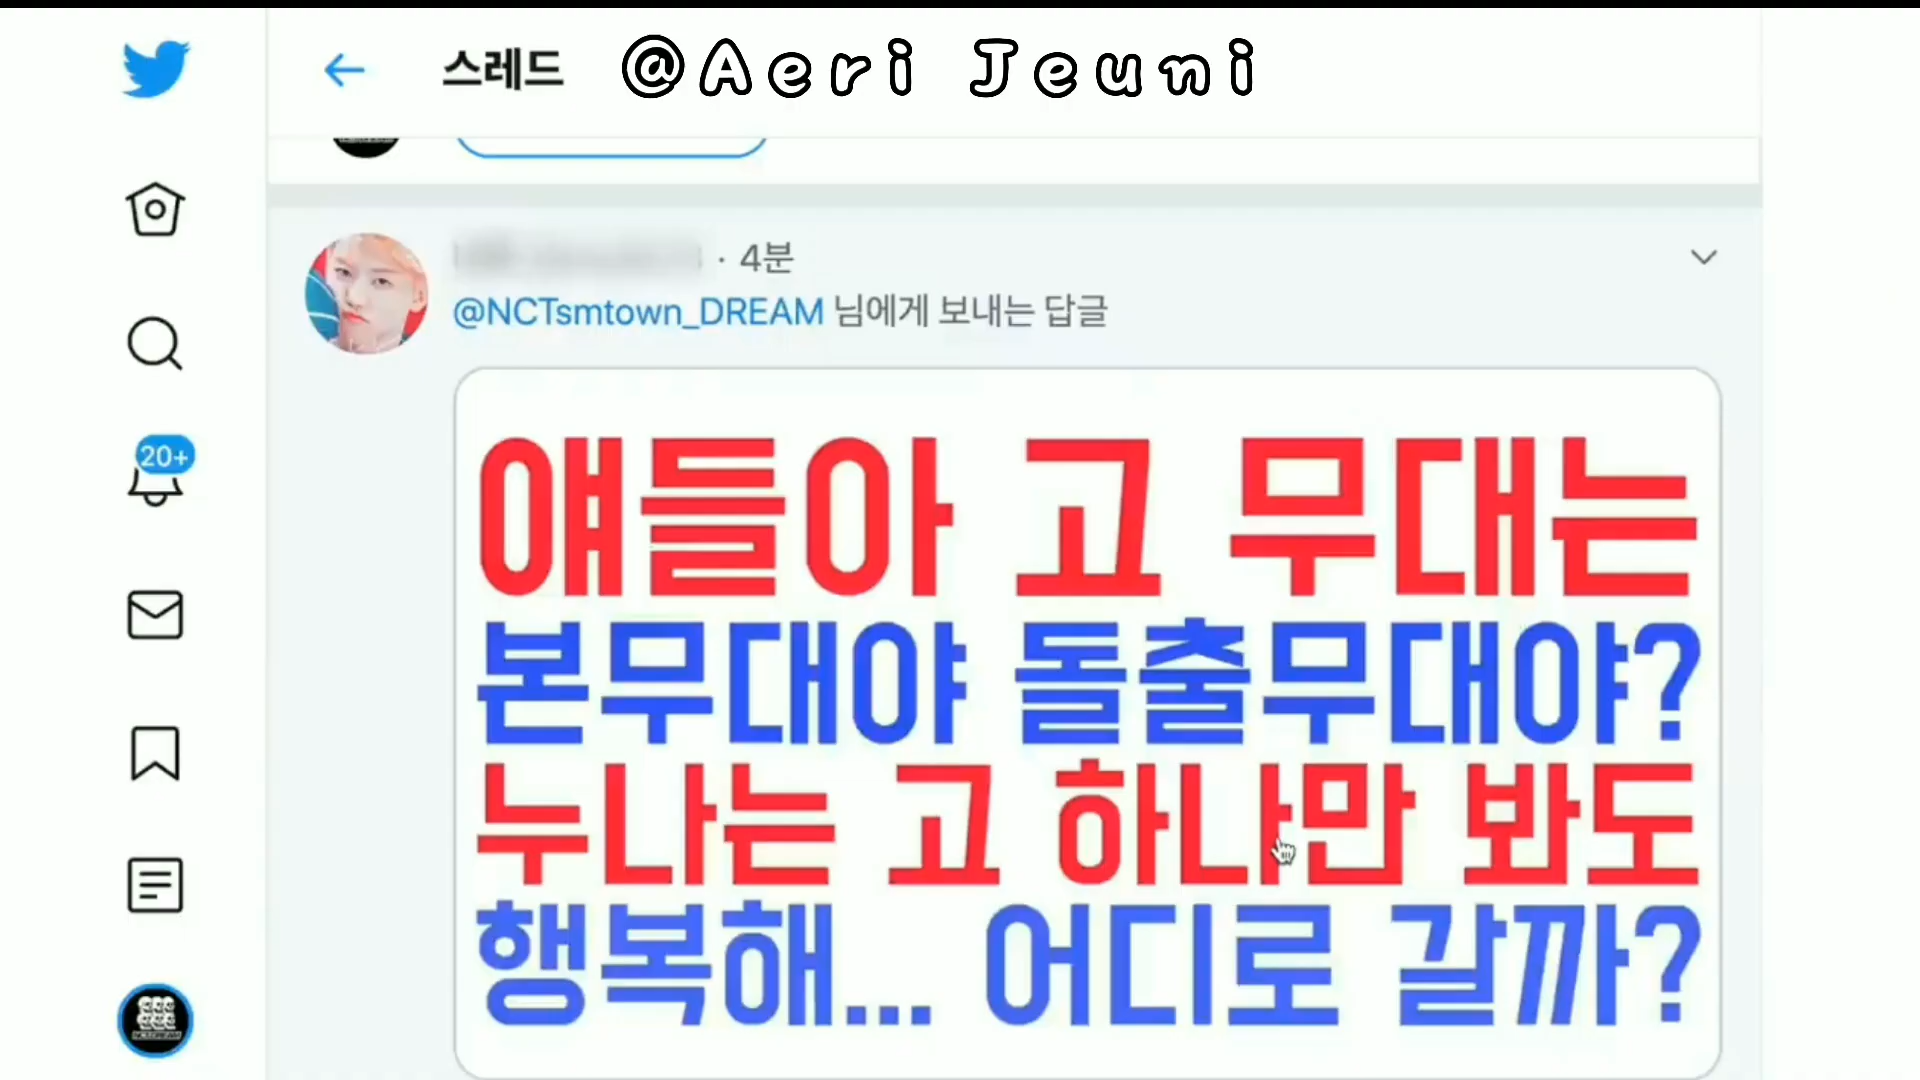 스레드 @Aeri Jeuni
· 4분
@NCTsmtown_DREAM 님에게 보내는 답글
20+
얘들아 고 무대는
본무대야 돌출무대야?
누나는 고 하나만 봐도
행복해... 어디로 갈까?
NCT DREAM